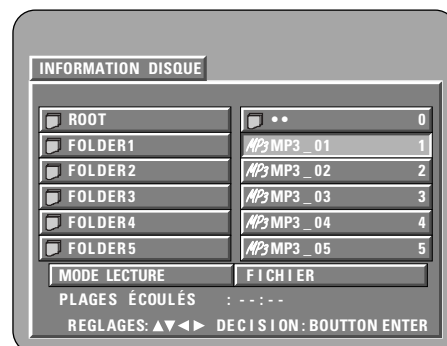 INFORMATION DISQUE
ROOT •• 0
FOLDER1 MP3 MP3_01 1
FOLDER2 MP3 MP3_02 2
FOLDER3 MP3 MP3_03 3
FOLDER4 MP3 MP3_04 4
FOLDER5 MP3 MP3_05 5
MODE LECTURE FICHIER
PLAGES ÉCOULÉS : --:--
REGLAGES: ▲▼◄► DECISION: BOUTTON ENTER